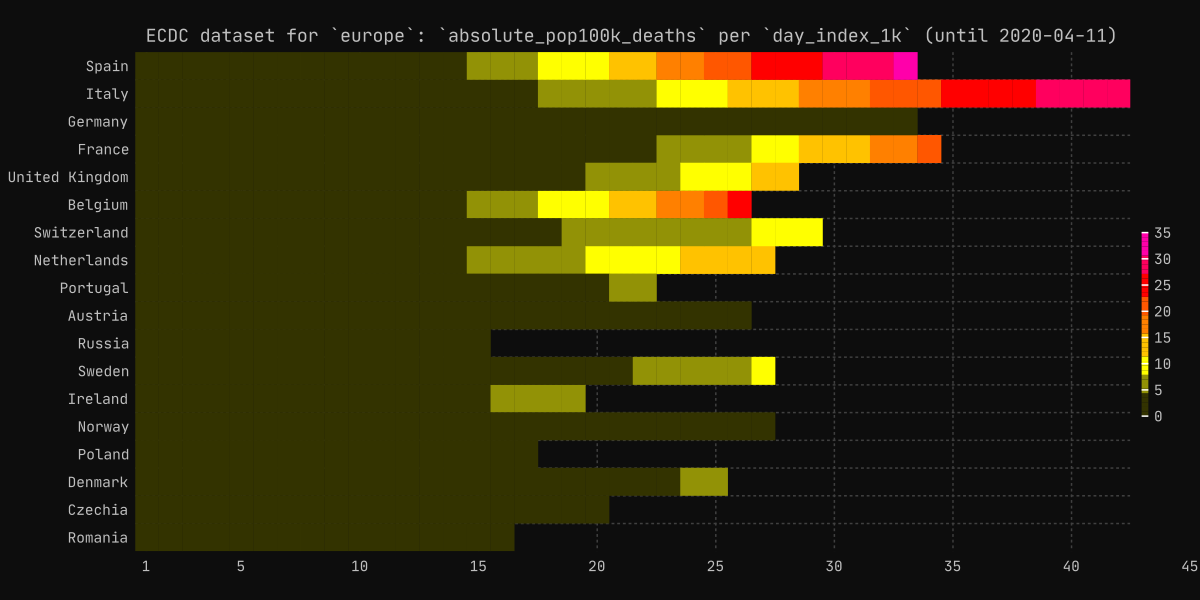 ECDC dataset for `europe`: `absolute_pop100k_deaths` per `day_index_1k` (until 2020-04-11)
Spain
Italy
Germany
France
United Kingdom
Belgium
Switzerland
Netherlands
Portugal
Austria
Russia
Sweden
Ireland
Norway
Poland
Denmark
Czechia
Romania
1 5 10 15 20 25 30 35 40 45
35
30
25
20
15
10
5
0